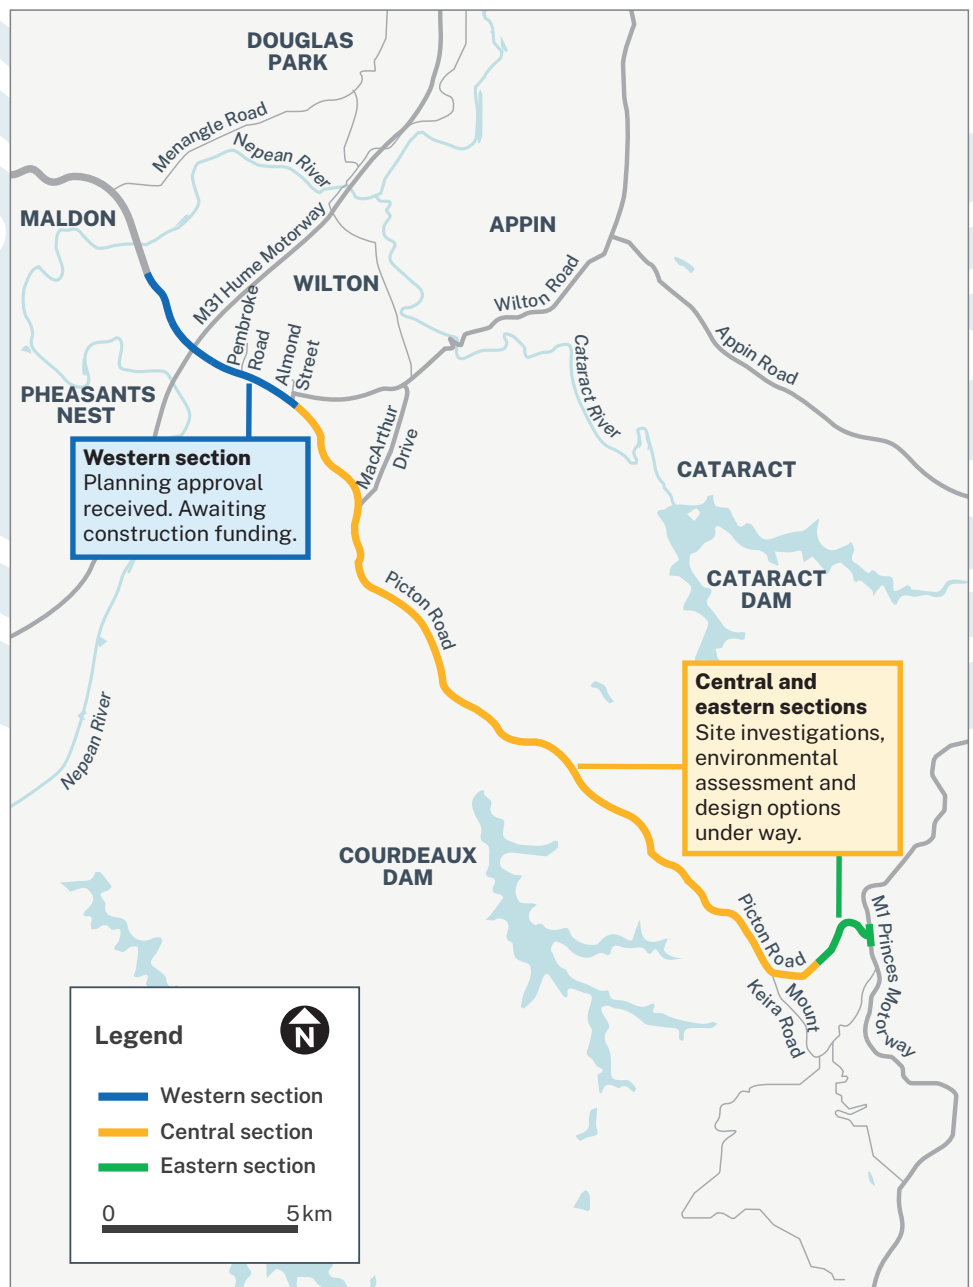 DOUGLAS
PARK
Menangle Road
Nepean River
MALDON
APPIN
M31 Hume Motorway
WILTON
Wilton Road
Pembroke
Road
Almond
Street
Appin Road
Cataract River
PHEASANTS
NEST
MacArthur
Drive
Western section
Planning approval
received. Awaiting
construction funding.
CATARACT
CATARACT
DAM
Picton Road
Central and
eastern sections
Site investigations,
environmental
assessment and
design options
under way.
Nepean River
COURDEAUX
DAM
Picton Road
M1 Princes Motorway
Mount
Keira Road
Legend
N
Western section
Central section
Eastern section
0 5 km